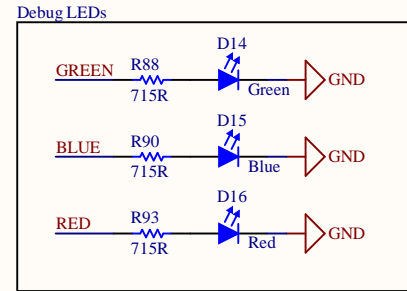 Debug LEDs
D14
R88
GREEN
GND
Green
715R
D15
R90
BLUE
GND
Blue
715R
D16
R93
RED
GND
Red
715R